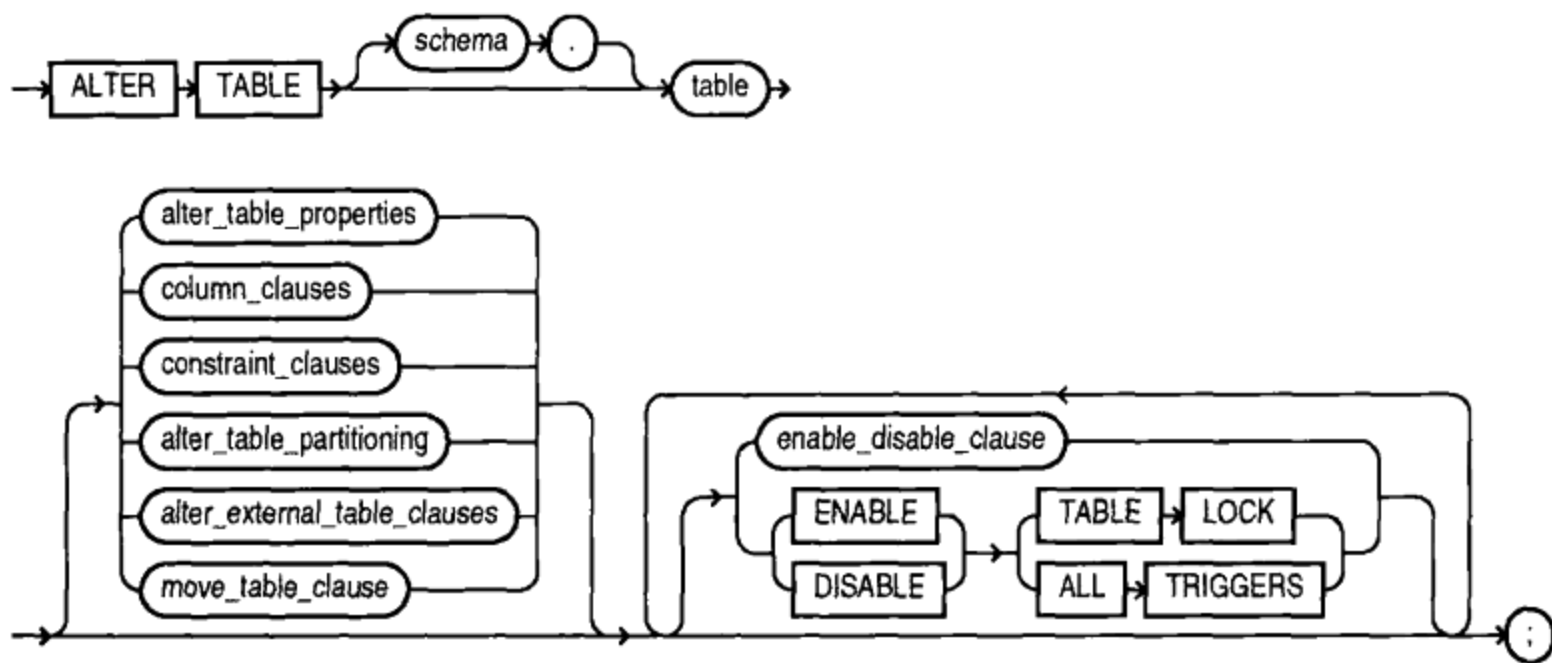 schema .
ALTER TABLE table
alter_table_properties
column_clauses
constraint_clauses
alter_table_partitioning
enable_disable_clause
alter_external_table_clauses
ENABLE TABLE LOCK
move_table_clause
DISABLE ALL TRIGGERS
;